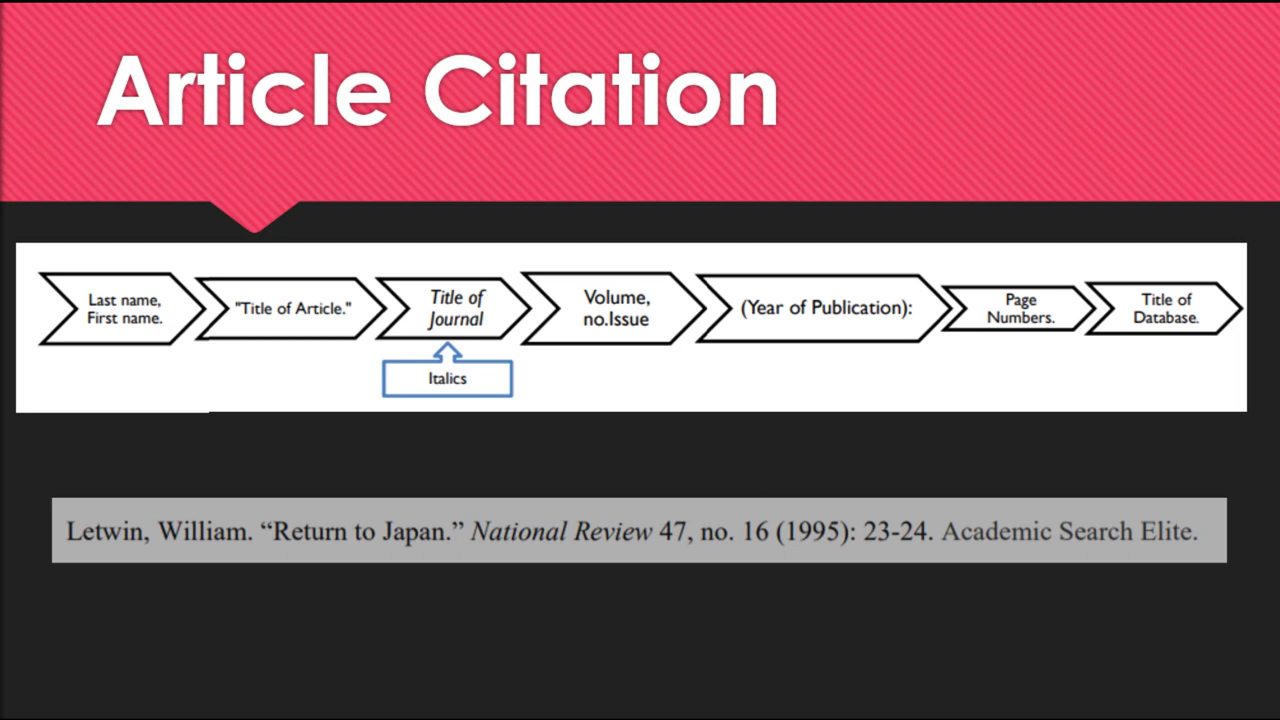 Article Citation
Last name,
First name.
"Title of Article."
Title of
Journal
Volume,
no.Issue
(Year of Publication):
Page
Numbers.
Title of
Database.
Italics
Letwin, William. “Return to Japan.” National Review 47, no. 16 (1995): 23-24. Academic Search Elite.